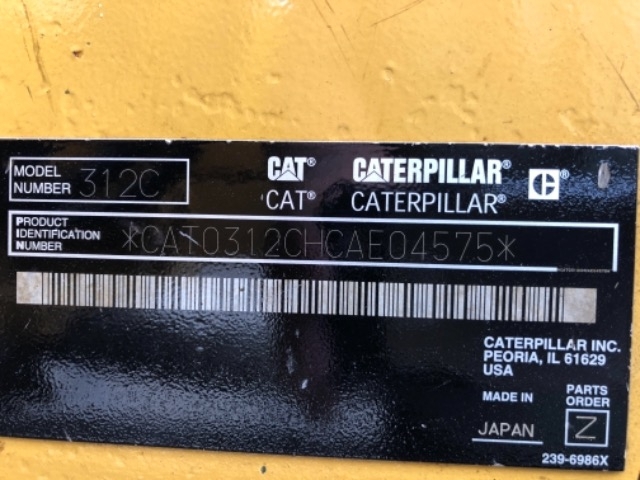 MODEL NUMBER 312C
CAT® CATERPILLAR® C
CAT® CATERPILLAR®
PRODUCT IDENTIFICATION NUMBER *CAT0312CHCAE04575*
CATERPILLAR INC.
PEORIA, IL 61629
USA
MADE IN
JAPAN
PARTS ORDER
Z
239-6986X